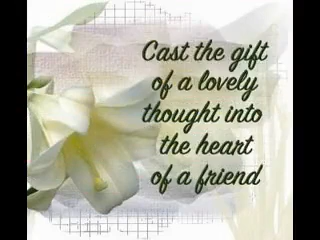 Cast the gift
of a lovely
thought into
the heart
of a friend